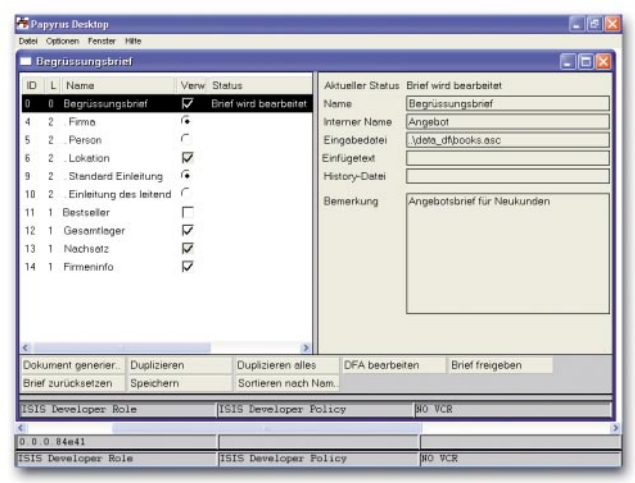 Papyrus Desktop
Datei Optionen Fenster Hilfe
Begrüssungsbrief
ID L Name Verw Status
0 0 Begrüssungsbrief Brief wird bearbeitet
4 2 . Firma
5 2 . Person
6 2 . Lokation
9 2 . Standard Einleitung
10 2 . Einleitung des leitend
11 1 Bestseller
12 1 Gesamtlager
13 1 Nachsatz
14 1 Firmeninfo
Aktueller Status Brief wird bearbeitet
Name Begrüssungsbrief
Interner Name Angebot
Eingabedatei .\data_df\books.asc
Einfügetext
History-Datei
Bemerkung Angebotsbrief für Neukunden
Dokument generier.. Duplizieren Duplizieren alles DFA bearbeiten Brief freigeben
Brief zurücksetzen Speichern Sortieren nach Nam..
ISIS Developer Role ISIS Developer Policy NO VCR
0.0.0.84e41
ISIS Developer Role ISIS Developer Policy NO VCR